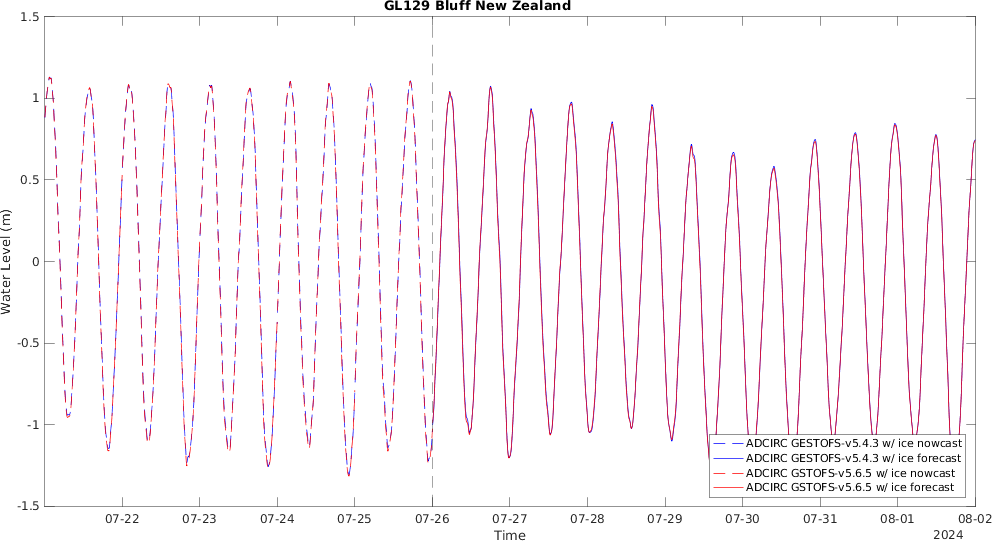 GL129 Bluff New Zealand
1.5
1
0.5
0
-0.5
-1
-1.5
Water Level (m)
07-22 07-23 07-24 07-25 07-26 07-27 07-28 07-29 07-30 07-31 08-01 08-02
Time
2024
ADCIRC GESTOFS-v5.4.3 w/ ice nowcast
ADCIRC GESTOFS-v5.4.3 w/ ice forecast
ADCIRC GSTOFS-v5.6.5 w/ ice nowcast
ADCIRC GSTOFS-v5.6.5 w/ ice forecast